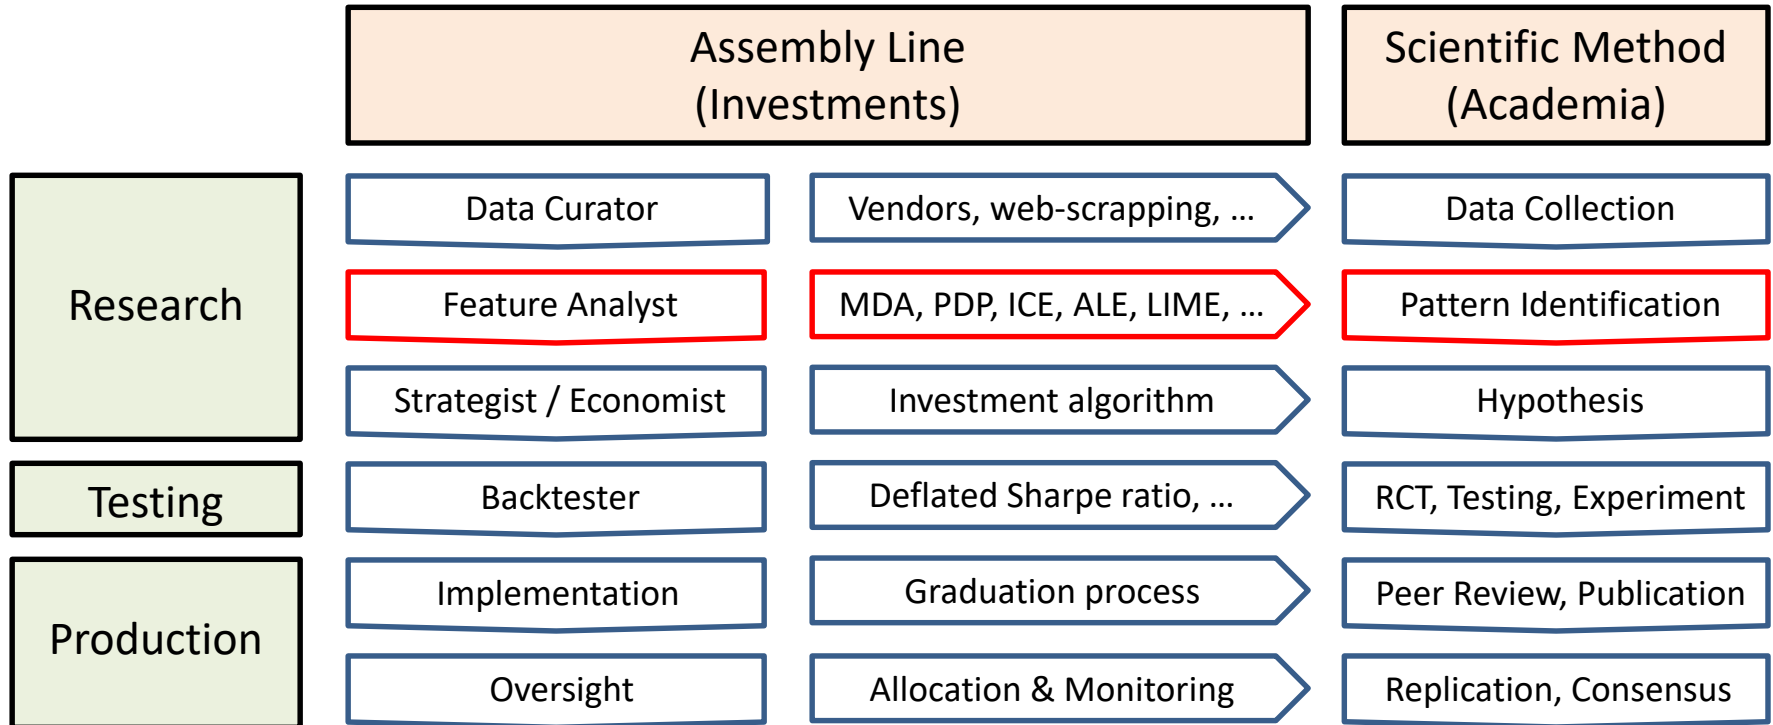 Assembly Line
(Investments)
Scientific Method
(Academia)
Research
Data Curator
Vendors, web-scrapping, ...
Data Collection
Feature Analyst
MDA, PDP, ICE, ALE, LIME, ...
Pattern Identification
Strategist / Economist
Investment algorithm
Hypothesis
Testing
Backtester
Deflated Sharpe ratio, ...
RCT, Testing, Experiment
Production
Implementation
Graduation process
Peer Review, Publication
Oversight
Allocation & Monitoring
Replication, Consensus